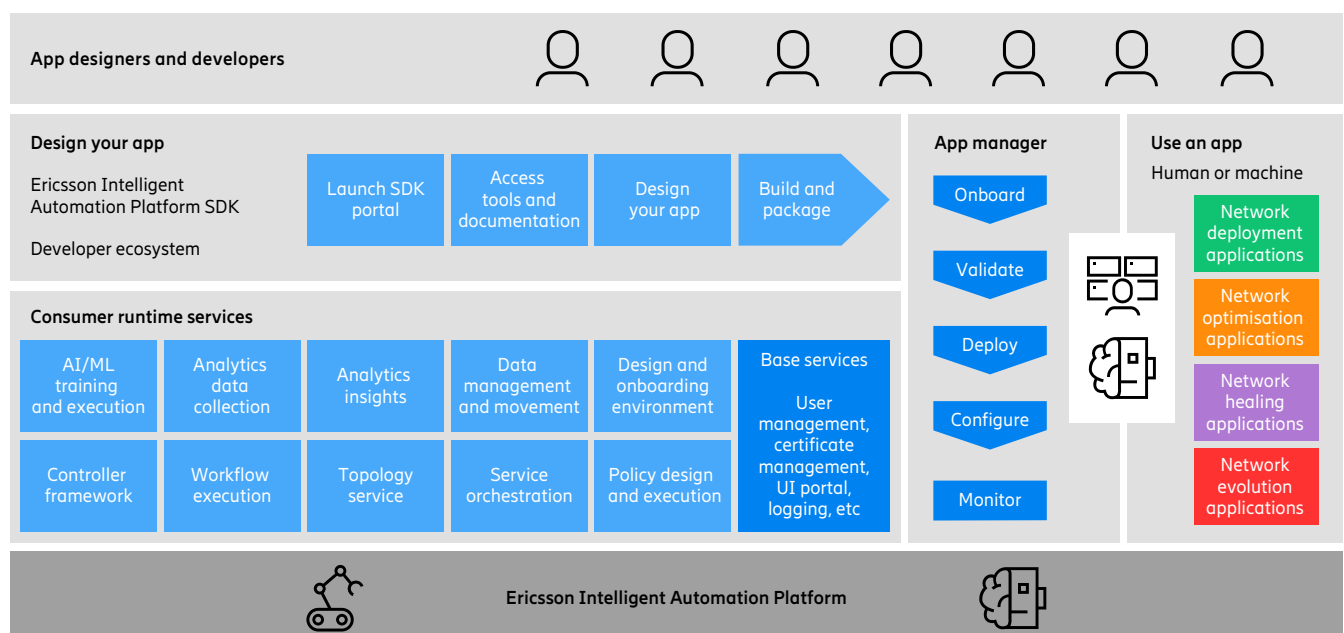 App designers and developers
Design your app
Ericsson Intelligent
Automation Platform SDK
Developer ecosystem
Launch SDK
portal
Access
tools and
documentation
Design
your app
Build and
package
Consumer runtime services
AI/ML
training
and execution
Analytics
data
collection
Analytics
insights
Data
management
and movement
Design and
onboarding
environment
Controller
framework
Workflow
execution
Topology
service
Service
orchestration
Policy design
and execution
Base services
User
management,
certificate
management,
UI portal,
logging, etc
App manager
Onboard
Validate
Deploy
Configure
Monitor
Use an app
Human or machine
Network
deployment
applications
Network
optimisation
applications
Network
healing
applications
Network
evolution
applications
Ericsson Intelligent Automation Platform